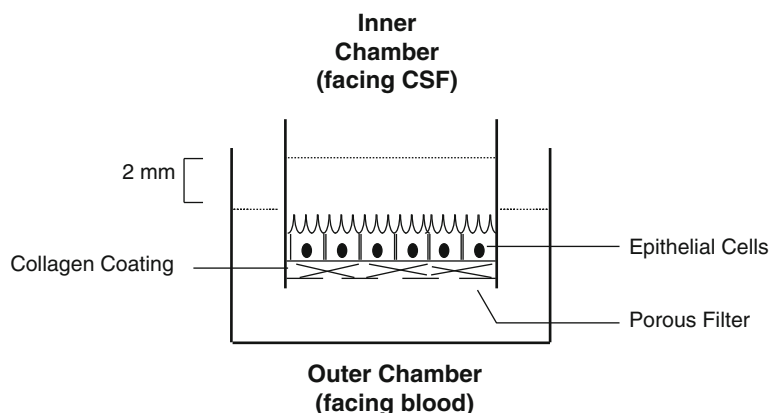 Inner
Chamber
(facing CSF)
2 mm
Epithelial Cells
Collagen Coating
Porous Filter
Outer Chamber
(facing blood)